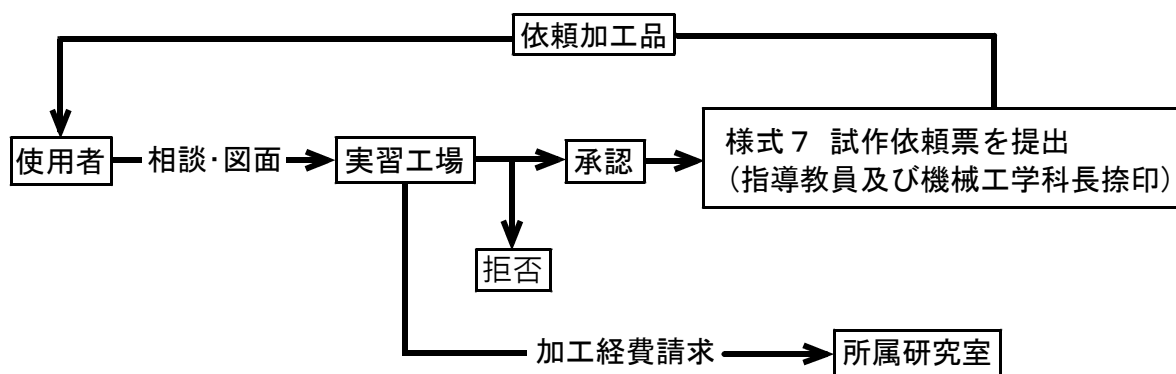 依頼加工品
使用者
相談・図面
実習工場
承認
様式７ 試作依頼票を提出
（指導教員及び機械工学科長捺印）
拒否
加工経費請求
所属研究室